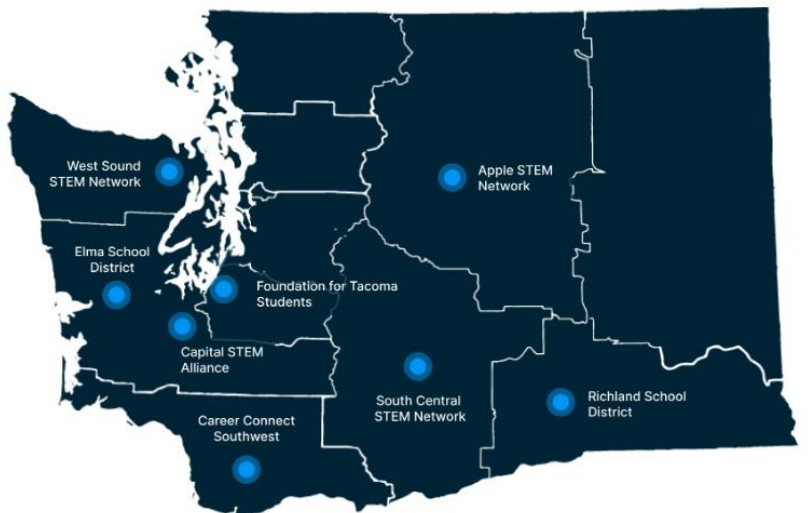 West Sound
STEM Network
Apple STEM
Network
Elma School
District
Foundation for Tacoma
Students
Capital STEM
Alliance
South Central
STEM Network
Richland School
District
Career Connect
Southwest